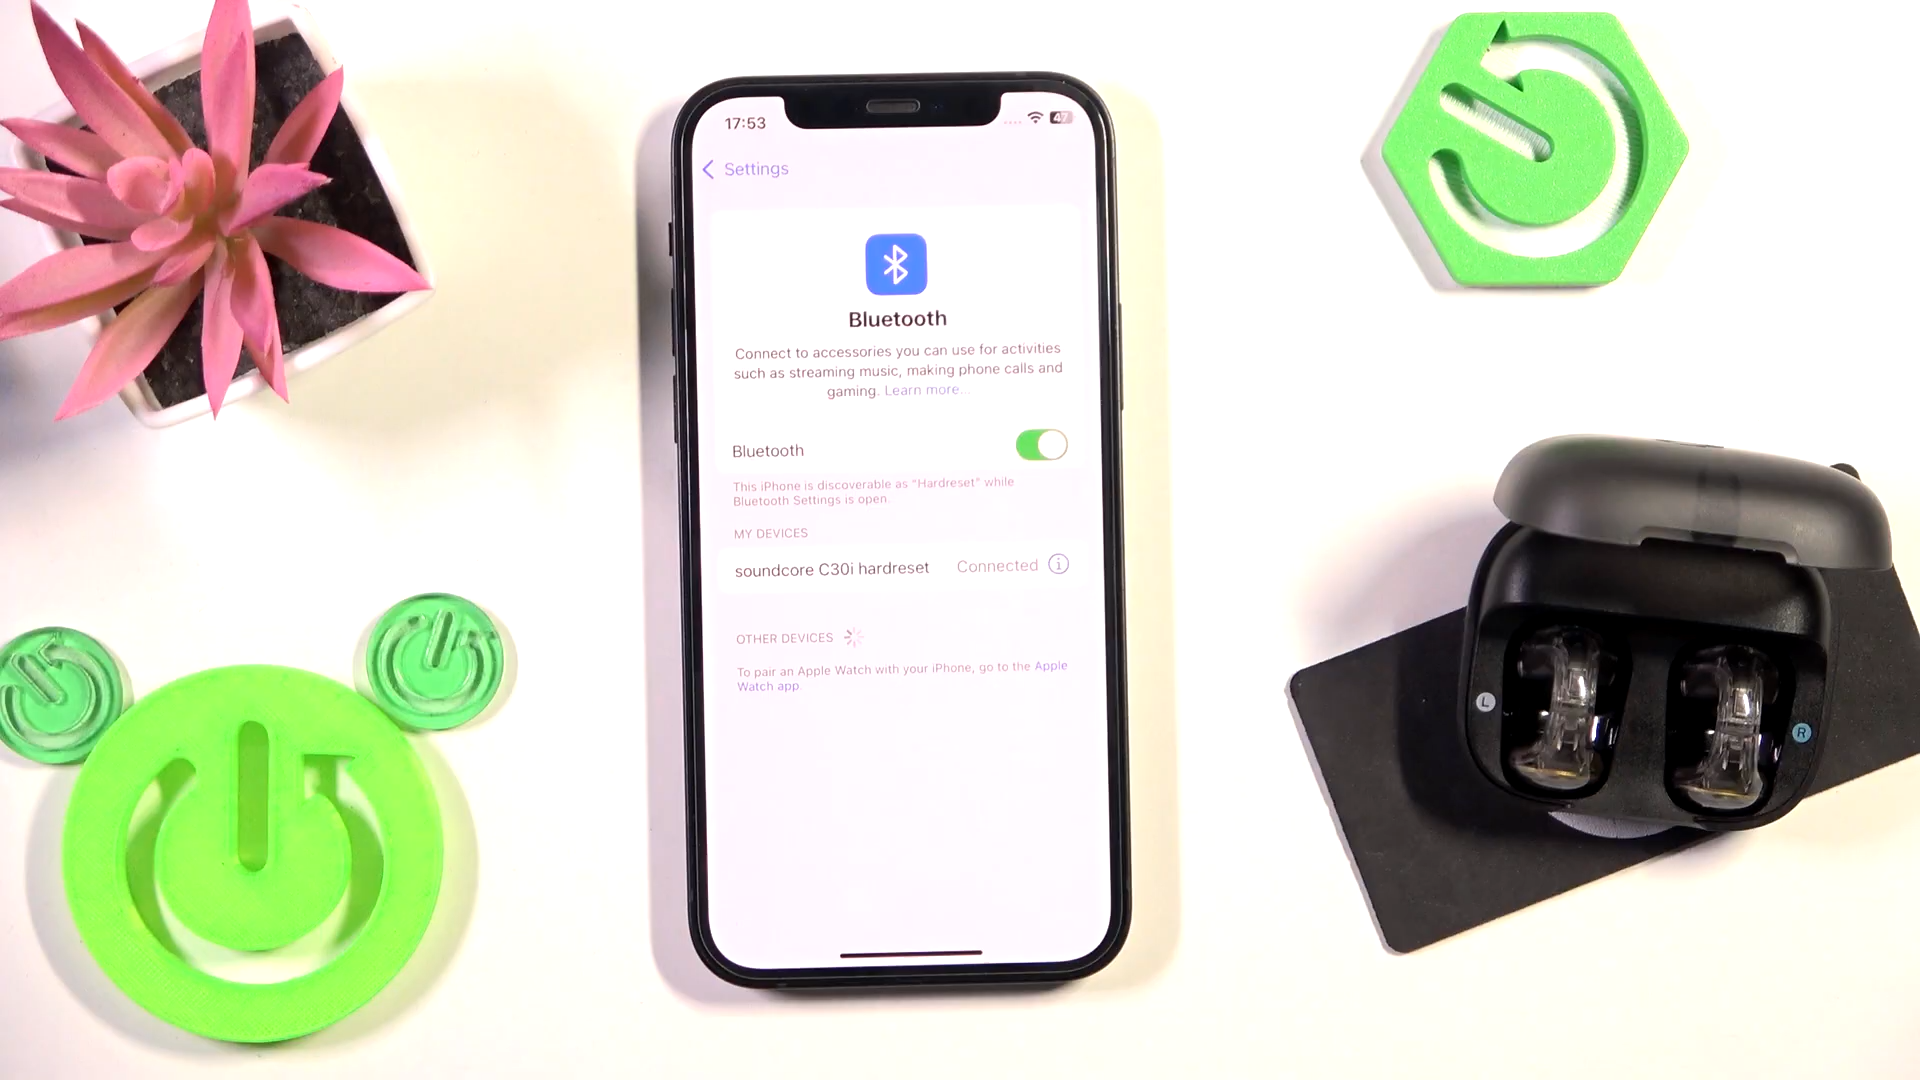 17:53
47
Settings
Bluetooth
Connect to accessories you can use for activities
such as streaming music, making phone calls and
gaming. Learn more...
Bluetooth
This iPhone is discoverable as “Hardreset” while
Bluetooth Settings is open.
MY DEVICES
soundcore C30i hardreset Connected
OTHER DEVICES
To pair an Apple Watch with your iPhone, go to the Apple
Watch app.
L
R